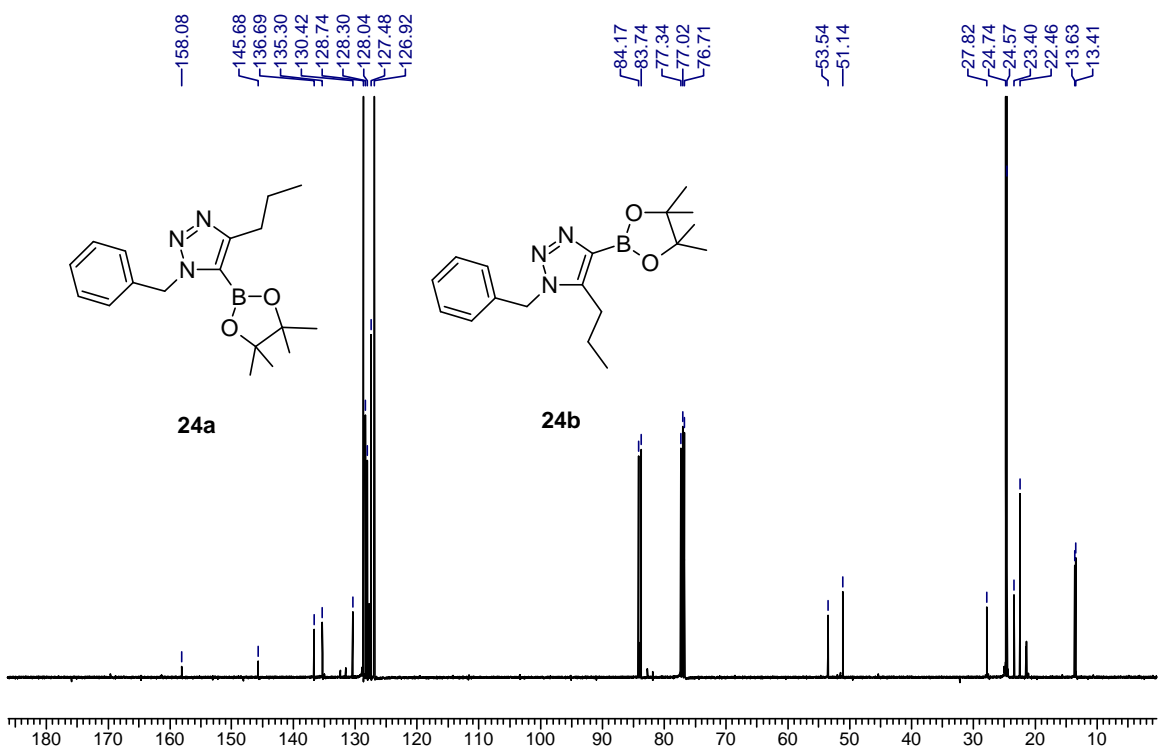 158.08
145.68
136.69
135.30
130.42
128.74
128.30
128.04
127.48
126.92
84.17
83.74
77.34
77.02
76.71
53.54
51.14
27.82
24.74
24.57
23.40
22.46
13.63
13.41
N
N
N
B O
O
24a
N
N
N
B
O
O
24b
180 170 160 150 140 130 120 110 100 90 80 70 60 50 40 30 20 10